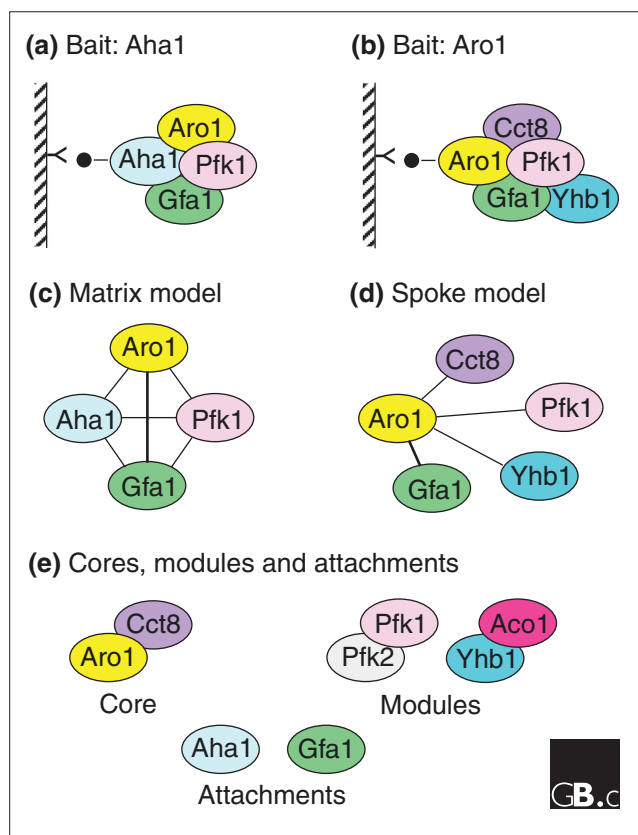 (a) Bait: Aha1
(b) Bait: Aro1
Aro1
Aha1
Pfk1
Gfa1
Cct8
Aro1
Pfk1
Gfa1
Yhb1
(c) Matrix model
(d) Spoke model
Aro1
Aha1
Pfk1
Gfa1
Cct8
Pfk1
Aro1
Yhb1
Gfa1
(e) Cores, modules and attachments
Cct8
Aro1
Core
Pfk1
Pfk2
Aco1
Yhb1
Modules
Aha1
Gfa1
Attachments
GB.c